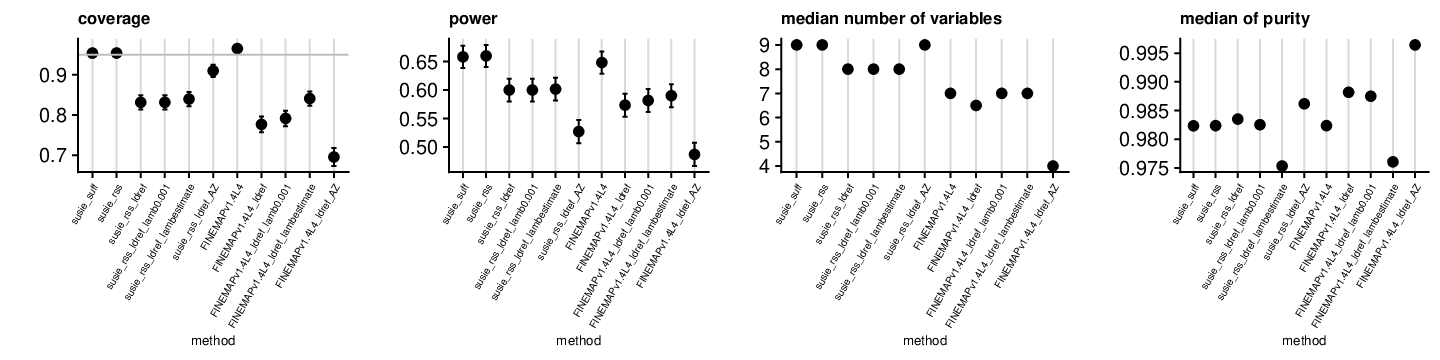 coverage
0.9
0.8
0.7
susie_suff
susie_rss
susie_rss_ldref
susie_rss_ldref_lamb0.001
susie_rss_ldref_lambestimate
susie_rss_ldref_AZ
FINEMAPv1.4L4
FINEMAPv1.4L4_ldref
FINEMAPv1.4L4_ldref_lamb0.001
FINEMAPv1.4L4_ldref_lambestimate
FINEMAPv1.4L4_ldref_AZ
method
power
0.65
0.60
0.55
0.50
susie_suff
susie_rss
susie_rss_ldref
susie_rss_ldref_lamb0.001
susie_rss_ldref_lambestimate
susie_rss_ldref_AZ
FINEMAPv1.4L4
FINEMAPv1.4L4_ldref
FINEMAPv1.4L4_ldref_lamb0.001
FINEMAPv1.4L4_ldref_lambestimate
FINEMAPv1.4L4_ldref_AZ
method
median number of variables
9
8
7
6
5
4
susie_suff
susie_rss
susie_rss_ldref
susie_rss_ldref_lamb0.001
susie_rss_ldref_lambestimate
susie_rss_ldref_AZ
FINEMAPv1.4L4
FINEMAPv1.4L4_ldref
FINEMAPv1.4L4_ldref_lamb0.001
FINEMAPv1.4L4_ldref_lambestimate
FINEMAPv1.4L4_ldref_AZ
method
median of purity
0.995
0.990
0.985
0.980
0.975
susie_suff
susie_rss
susie_rss_ldref
susie_rss_ldref_lamb0.001
susie_rss_ldref_lambestimate
susie_rss_ldref_AZ
FINEMAPv1.4L4
FINEMAPv1.4L4_ldref
FINEMAPv1.4L4_ldref_lamb0.001
FINEMAPv1.4L4_ldref_lambestimate
FINEMAPv1.4L4_ldref_AZ
method